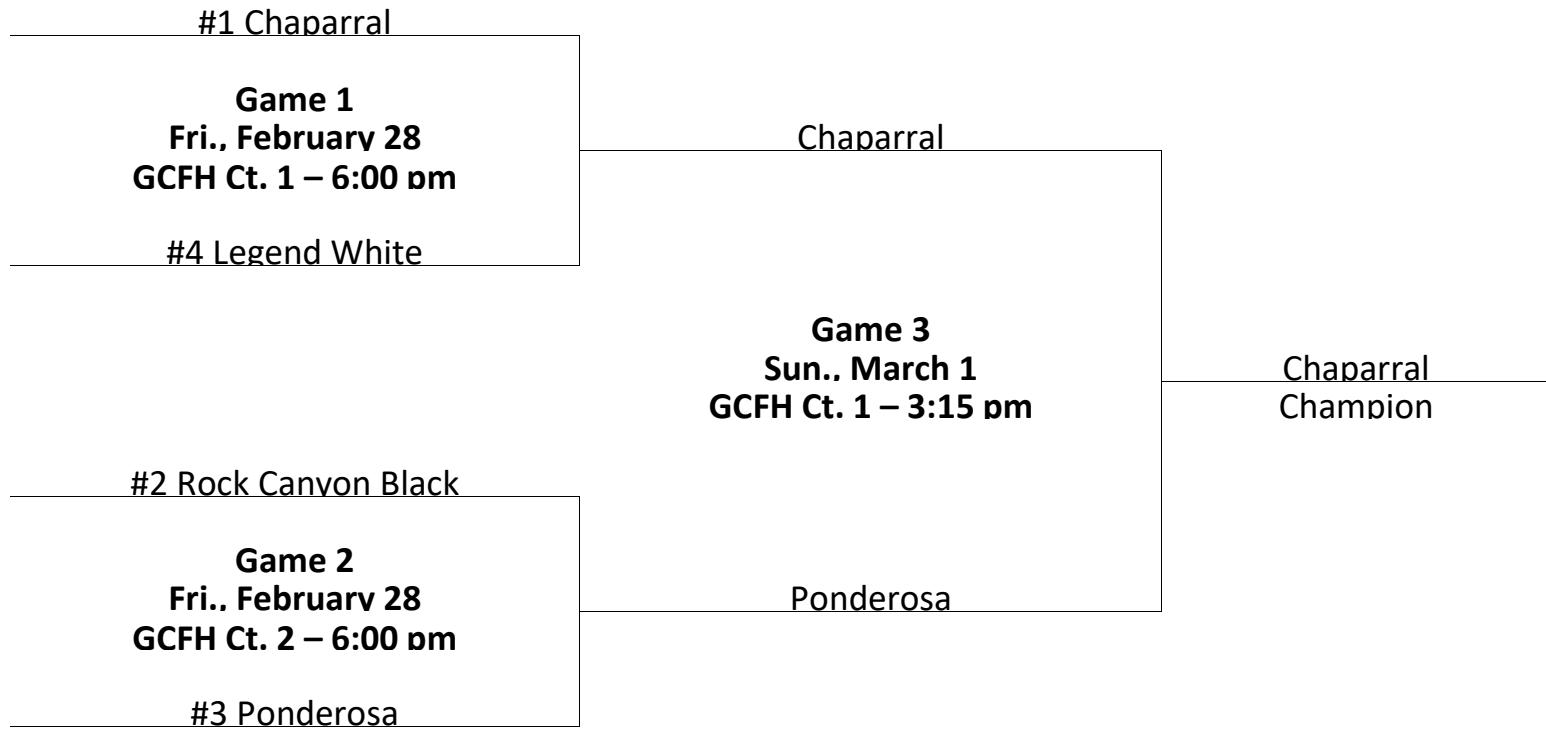 #1 Chaparral
Game 1
Fri., February 28
GCFH Ct. 1 – 6:00 pm
#4 Legend White
Chaparral
Game 3
Sun., March 1
GCFH Ct. 1 – 3:15 pm
Chaparral
Champion
#2 Rock Canyon Black
Game 2
Fri., February 28
GCFH Ct. 2 – 6:00 pm
#3 Ponderosa
Ponderosa